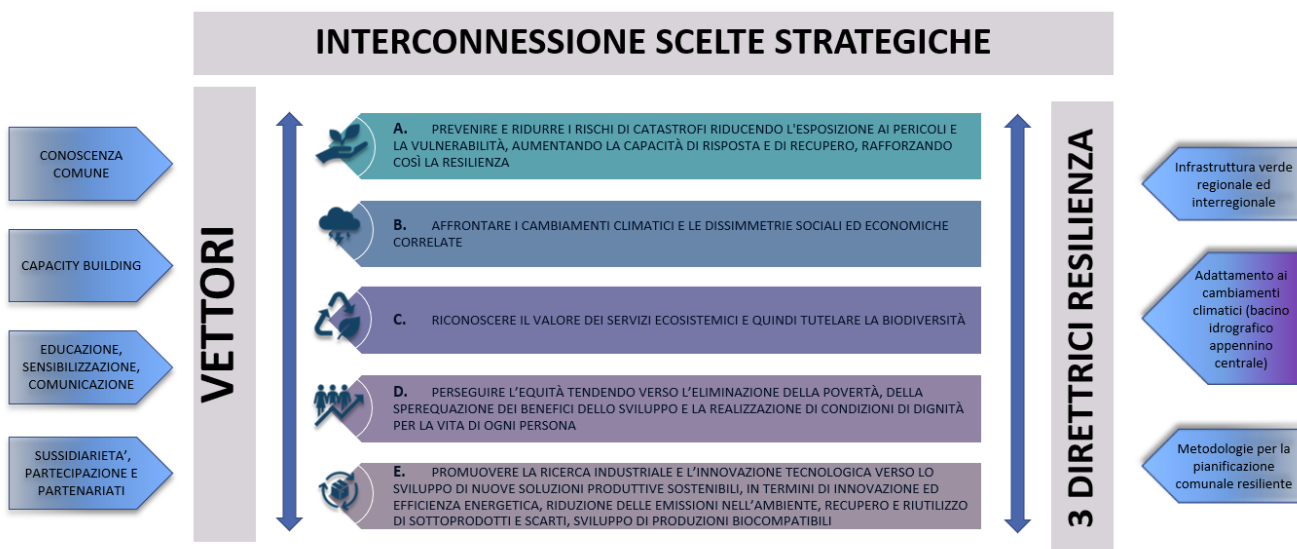 INTERCONNESSIONE SCELTE STRATEGICHE
VETTORI
CONOSCENZA
COMUNE
CAPACITY BUILDING
EDUCAZIONE,
SENSIBILIZZAZIONE,
COMUNICAZIONE
SUSSIDIARIETA’,
PARTECIPAZIONE E
PARTENARIATI
A. PREVENIRE E RIDURRE I RISCHI DI CATASTROFI RIDUCENDO L'ESPOSIZIONE AI PERICOLI E
LA VULNERABILITÀ, AUMENTANDO LA CAPACITÀ DI RISPOSTA E DI RECUPERO, RAFFORZANDO
COSÌ LA RESILIENZA
B. AFFRONTARE I CAMBIAMENTI CLIMATICI E LE DISSIMMETRIE SOCIALI ED ECONOMICHE
CORRELATE
C. RICONOSCERE IL VALORE DEI SERVIZI ECOSISTEMICI E QUINDI TUTELARE LA BIODIVERSITÀ
D. PERSEGUIRE L’EQUITÀ TENDENDO VERSO L’ELIMINAZIONE DELLA POVERTÀ, DELLA
SPEREQUAZIONE DEI BENEFICI DELLO SVILUPPO E LA REALIZZAZIONE DI CONDIZIONI DI DIGNITÀ
PER LA VITA DI OGNI PERSONA
E. PROMUOVERE LA RICERCA INDUSTRIALE E L’INNOVAZIONE TECNOLOGICA VERSO LO
SVILUPPO DI NUOVE SOLUZIONI PRODUTTIVE SOSTENIBILI, IN TERMINI DI INNOVAZIONE ED
EFFICIENZA ENERGETICA, RIDUZIONE DELLE EMISSIONI NELL’AMBIENTE, RECUPERO E RIUTILIZZO
DI SOTTOPRODOTTI E SCARTI, SVILUPPO DI PRODUZIONI BIOCOMPATIBILI
3 DIRETTRICI RESILIENZA
Infrastruttura verde
regionale ed
interregionale
Adattamento ai
cambiamenti
climatici (bacino
idrografico
appennino
centrale)
Metodologie per la
pianificazione
comunale resiliente